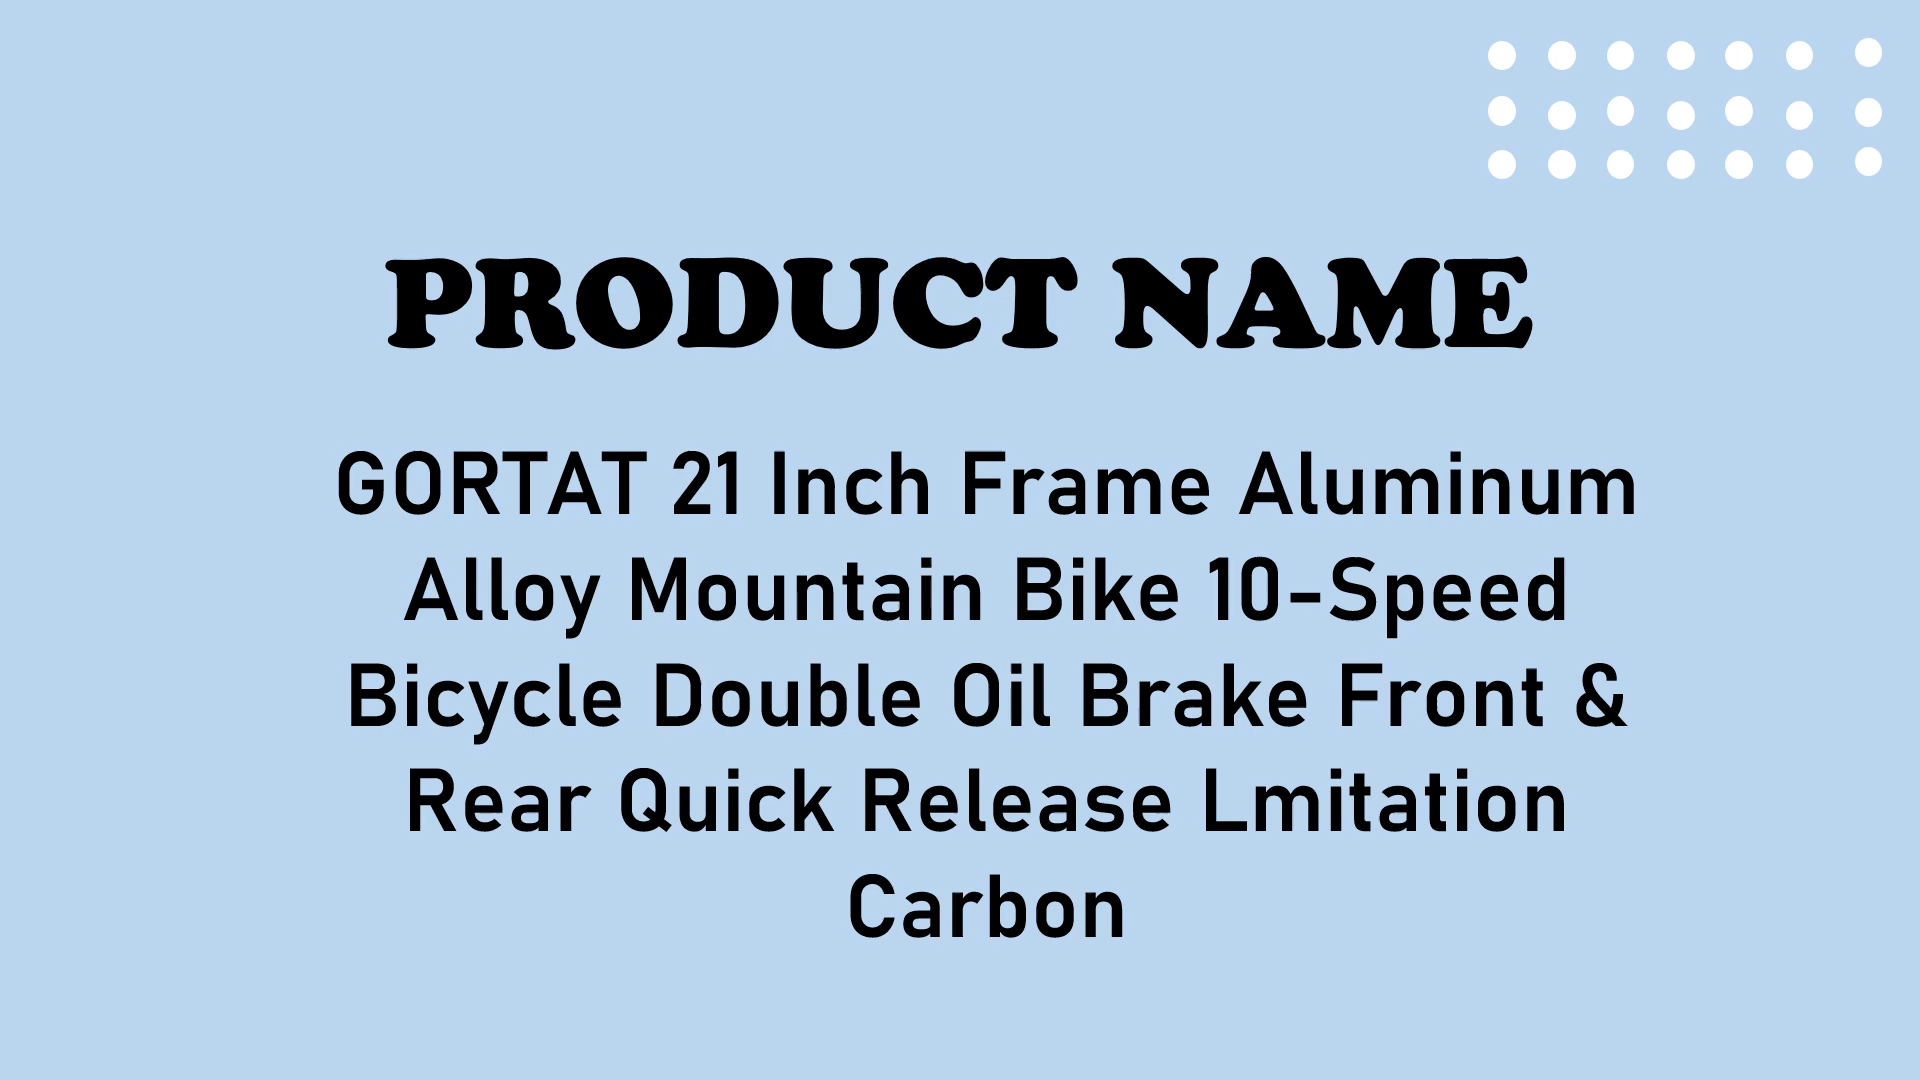 PRODUCT NAME
GORTAT 21 Inch Frame Aluminum
Alloy Mountain Bike 10-Speed
Bicycle Double Oil Brake Front &
Rear Quick Release Lmitation
Carbon